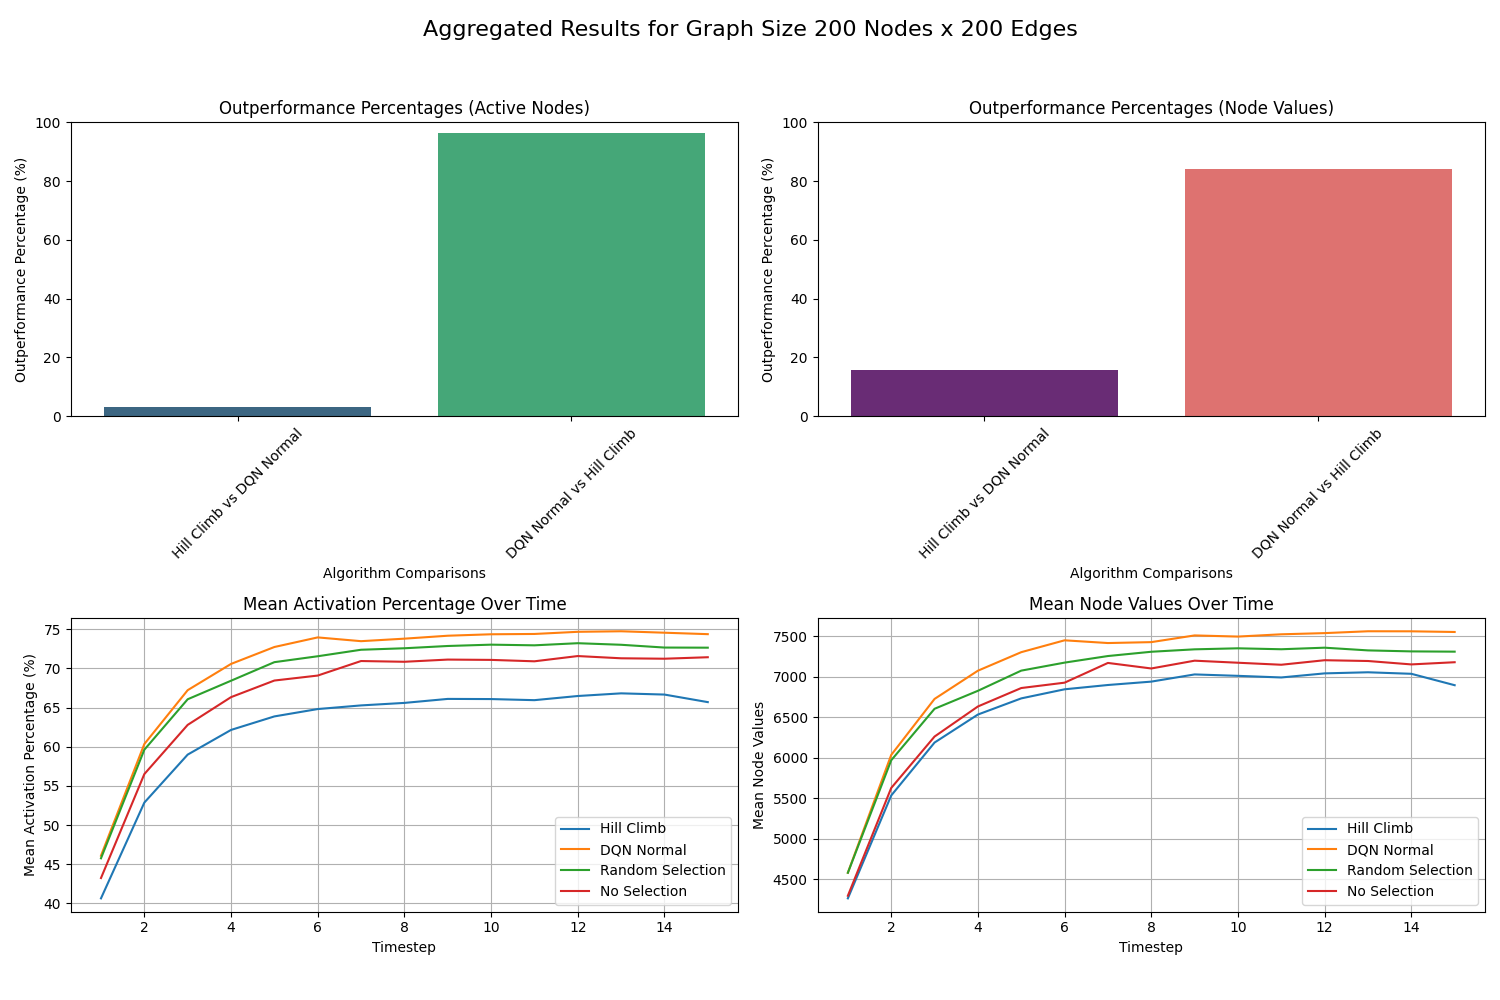 Aggregated Results for Graph Size 200 Nodes x 200 Edges
Outperformance Percentages (Active Nodes)
Outperformance Percentage (%)
100
80
60
40
20
0
Hill Climb vs DQN Normal
DQN Normal vs Hill Climb
Algorithm Comparisons
Outperformance Percentages (Node Values)
Outperformance Percentage (%)
100
80
60
40
20
0
Hill Climb vs DQN Normal
DQN Normal vs Hill Climb
Algorithm Comparisons
Mean Activation Percentage Over Time
Mean Activation Percentage (%)
75
70
65
60
55
50
45
40
Hill Climb
DQN Normal
Random Selection
No Selection
2 4 6 8 10 12 14
Timestep
Mean Node Values Over Time
Mean Node Values
7500
7000
6500
6000
5500
5000
4500
Hill Climb
DQN Normal
Random Selection
No Selection
2 4 6 8 10 12 14
Timestep